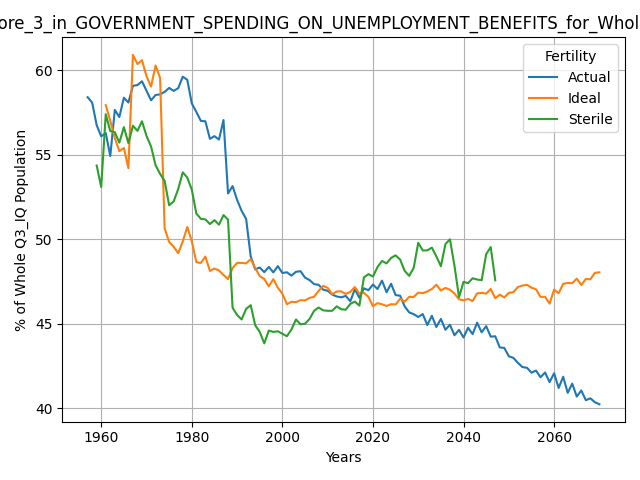 ore_3_in_GOVERNMENT_SPENDING_ON_UNEMPLOYMENT_BENEFITS_for_Whol
Fertility
Actual
Ideal
Sterile
% of Whole Q3_IQ Population
60
55
50
45
40
1960
1980
2000
2020
2040
2060
Years